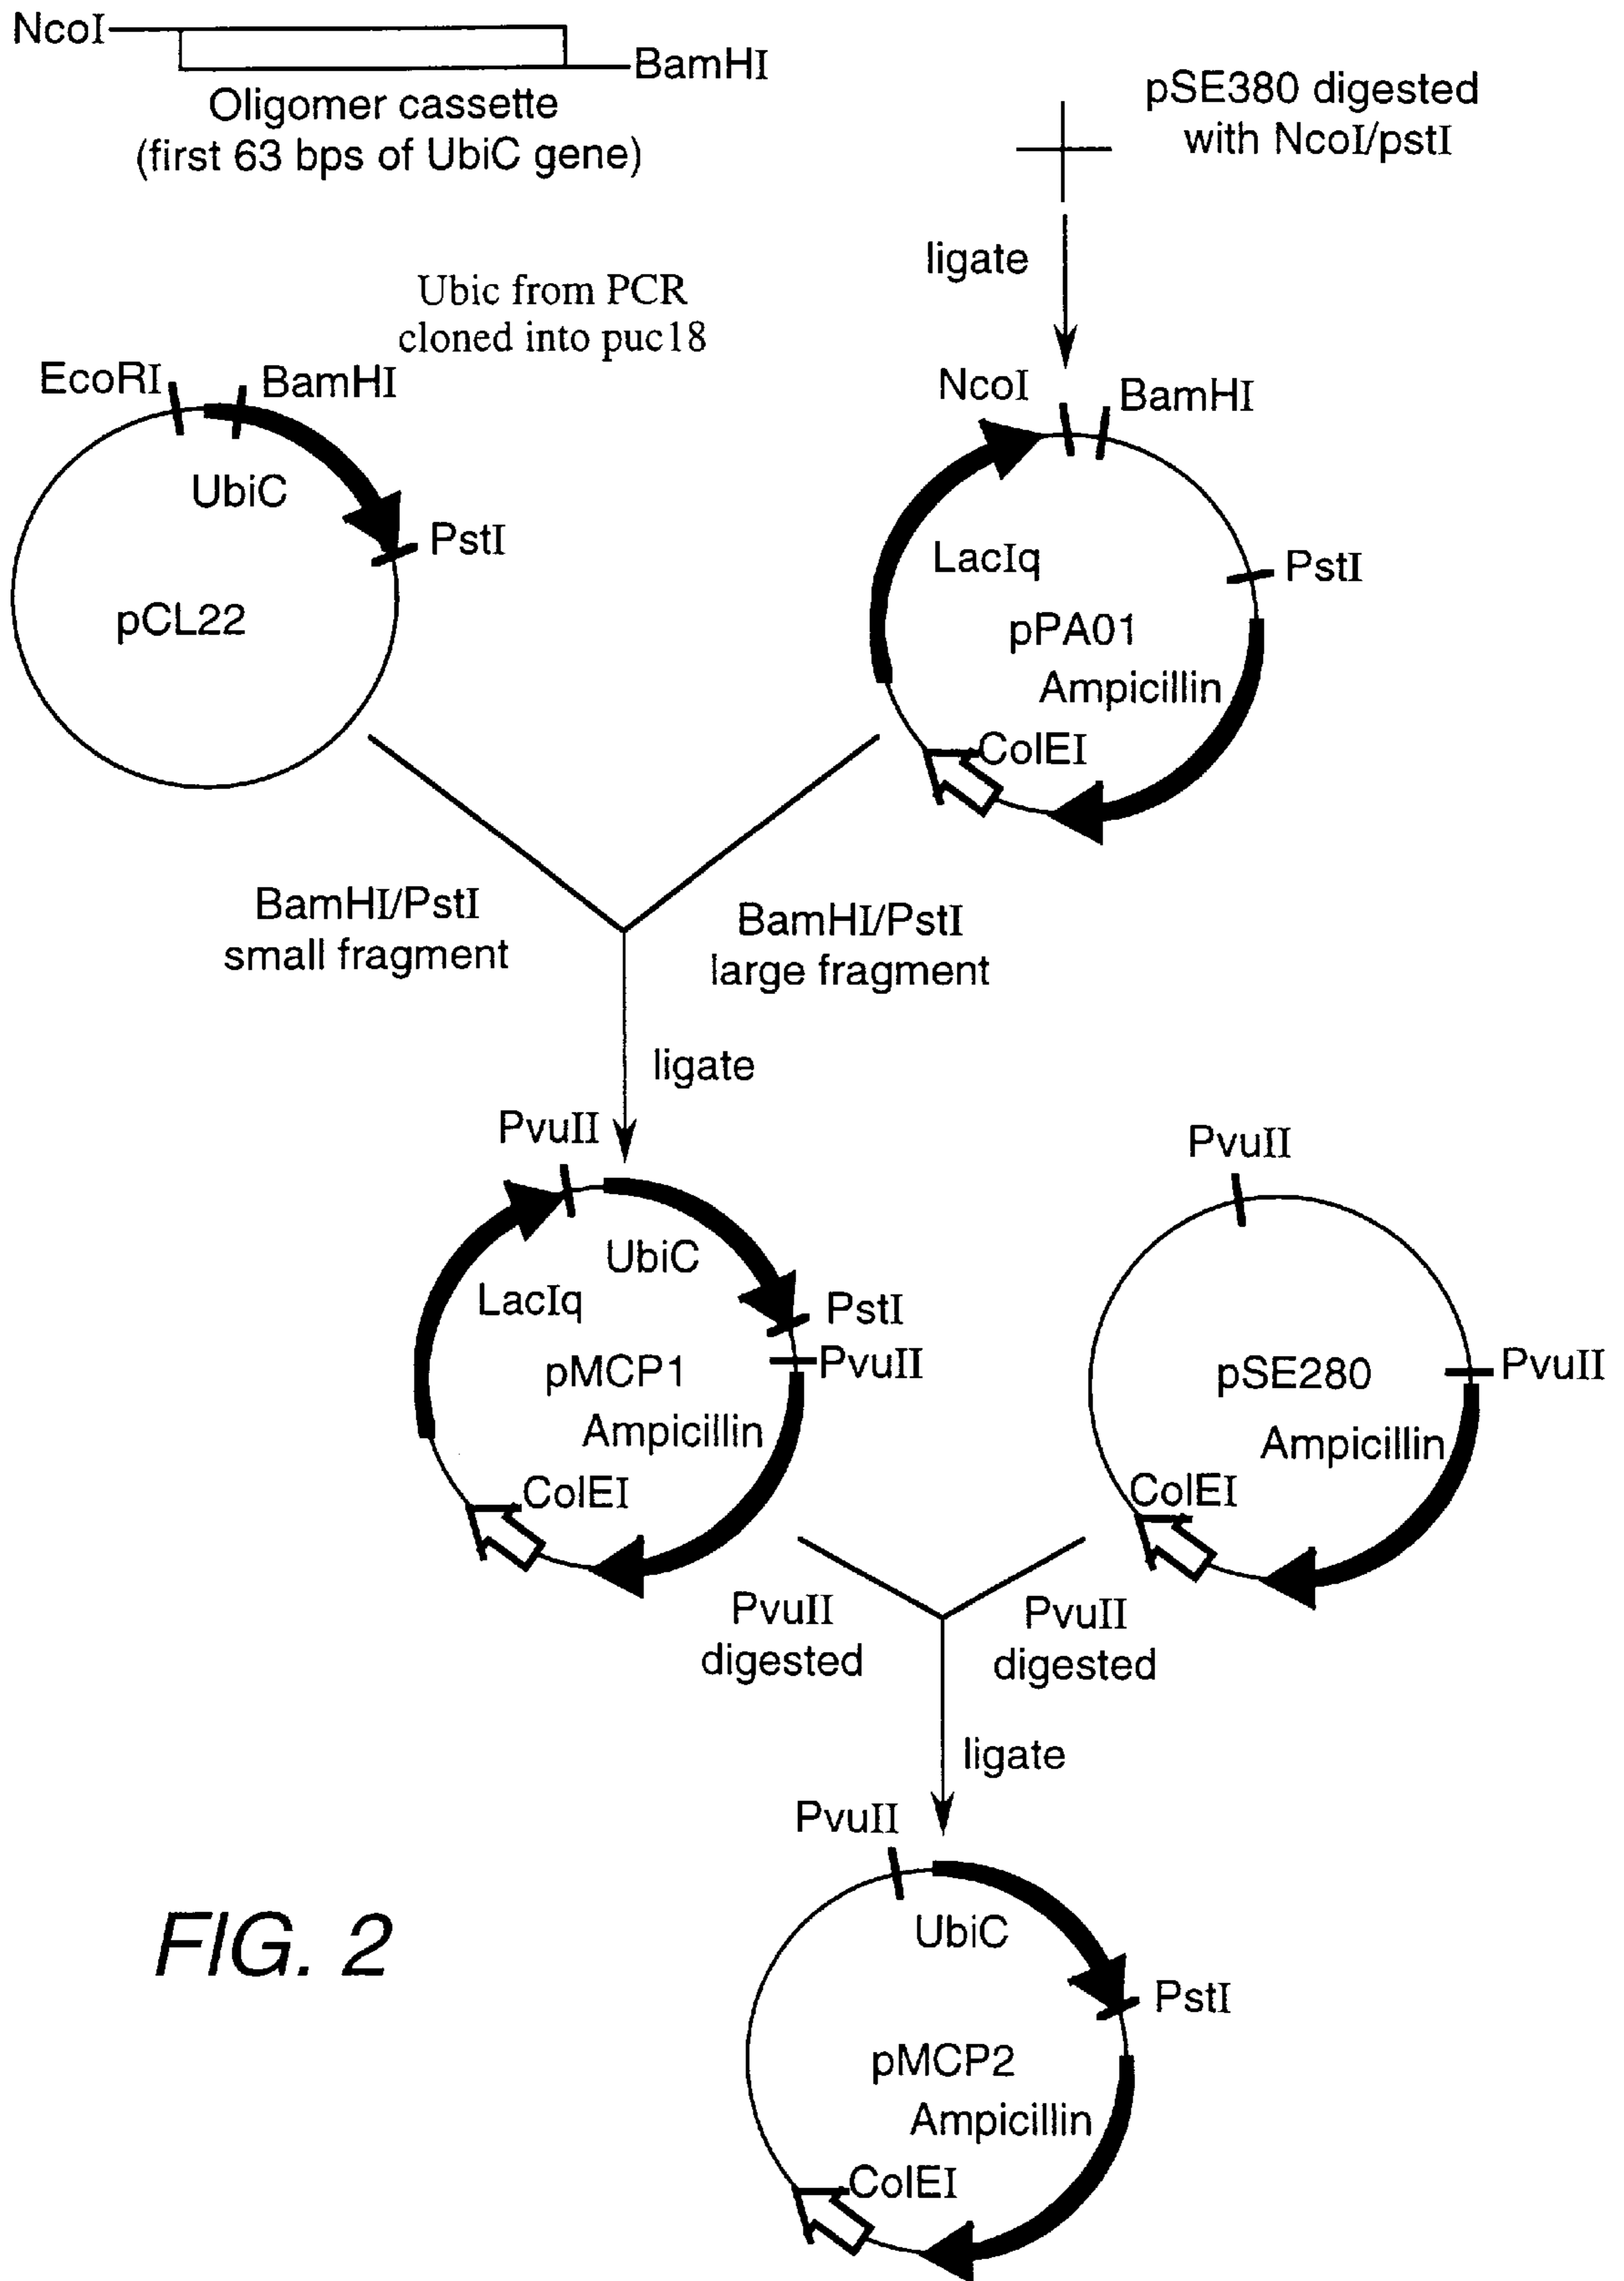 NcoI
BamHI
Oligomer cassette
(first 63 bps of UbiC gene)
pSE380 digested
with NcoI/pstI
ligate
Ubic from PCR
cloned into puc18
EcoRI
BamHI
UbiC
PstI
pCL22
NcoI
BamHI
LacIq
PstI
pPA01
Ampicillin
ColEI
BamHI/PstI
small fragment
BamHI/PstI
large fragment
ligate
PvuII
UbiC
LacIq
PstI
PvuII
pMCP1
Ampicillin
ColEI
PvuII
PvuII
pSE280
Ampicillin
ColEI
PvuII
digested
PvuII
digested
ligate
PvuII
UbiC
PstI
pMCP2
Ampicillin
ColEI
FIG. 2